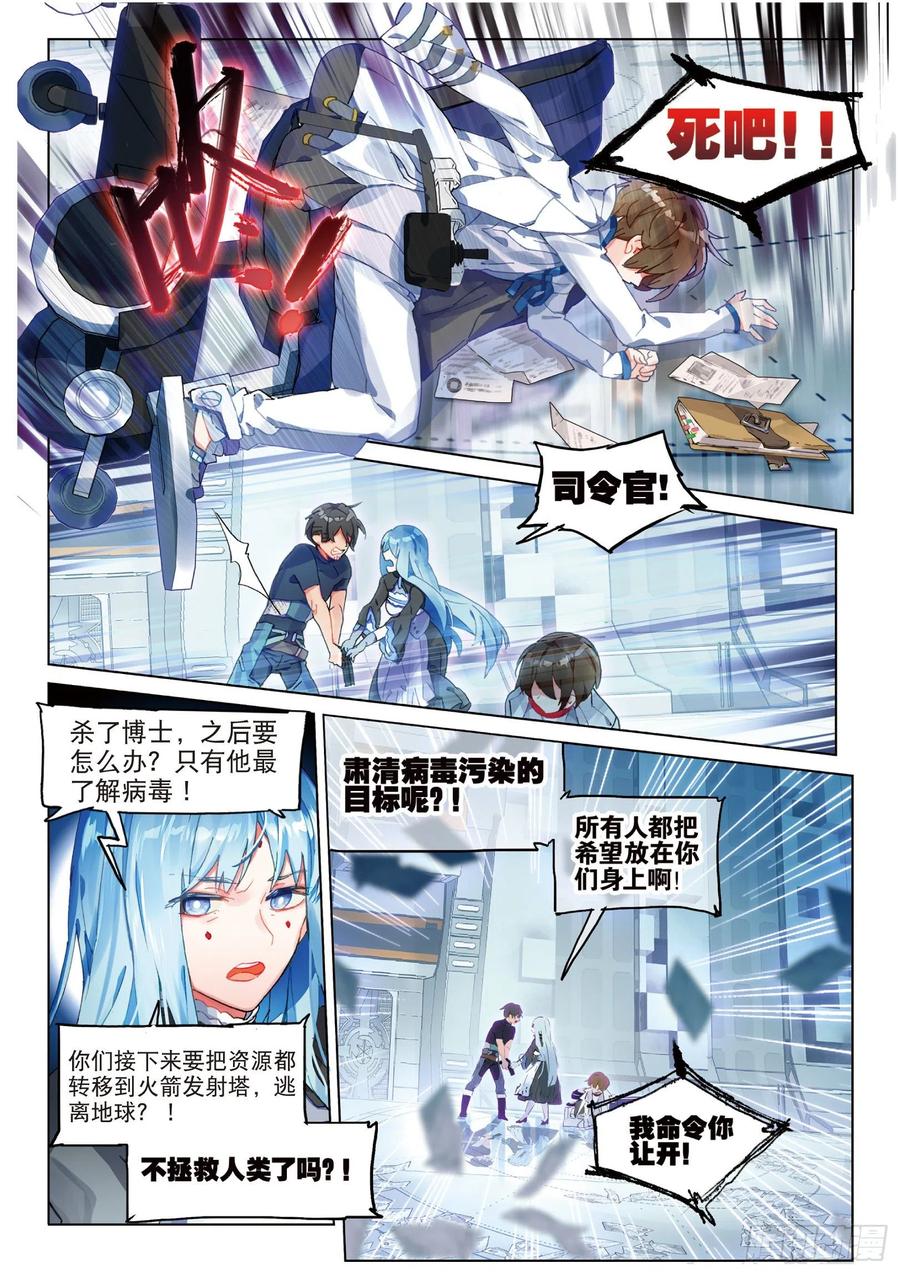 死吧！！
司令官！
杀了博士，之后要
怎么办？只有他最
了解病毒！
肃清病毒污染的
目标呢？！
所有人都把
希望放在你
们身上啊！
你们接下来要把资源都
转移到火箭发射塔，逃
离地球？！
不拯救人类了吗？！
我命令你
让开！